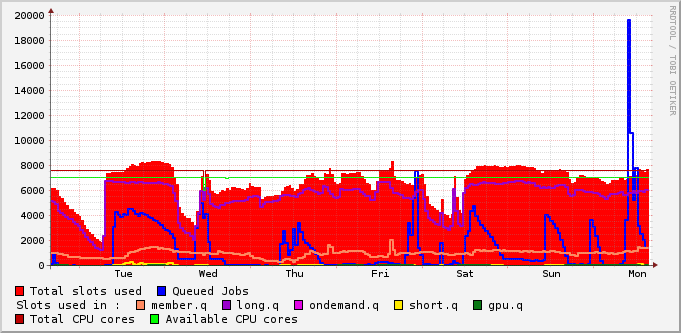 20000
18000
16000
14000
12000
10000
8000
6000
4000
2000
0
Tue Wed Thu Fri Sat Sun Mon
RRDTOOL / TOBI OETIKER
Total slots used Queued Jobs
Slots used in : member.q long.q ondemand.q short.q gpu.q
Total CPU cores Available CPU cores